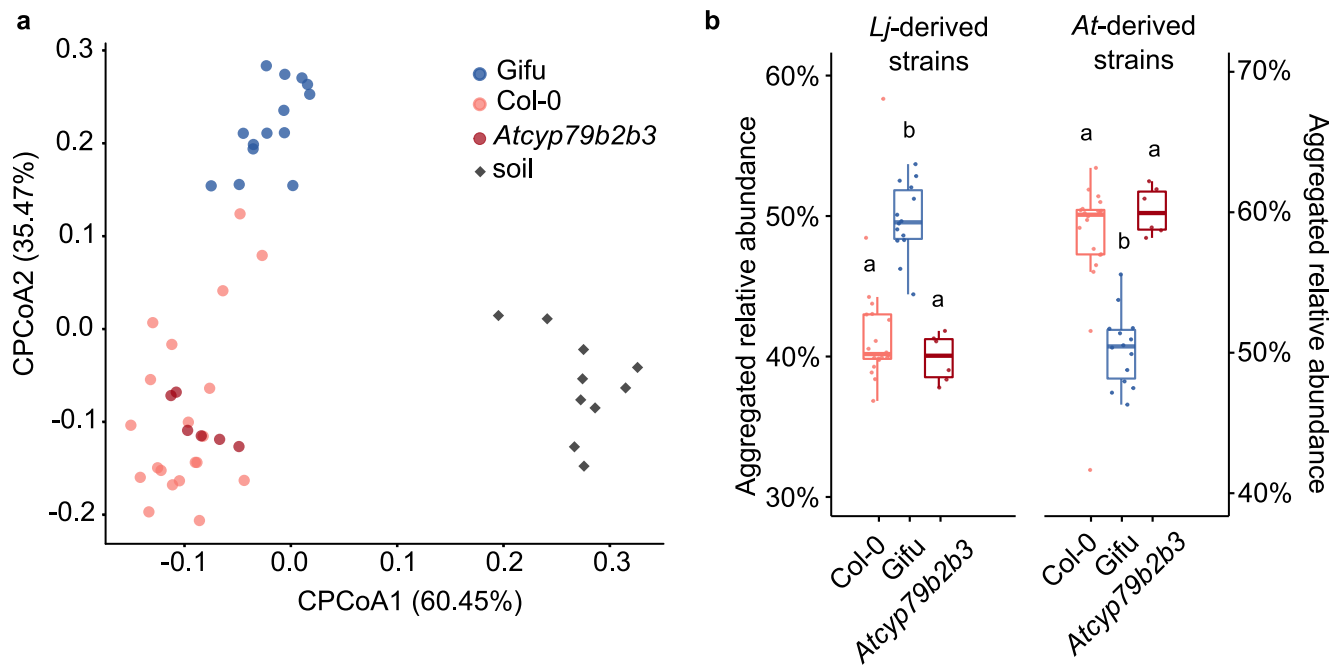 a
0.3
0.2
0.1
0.0
-0.1
-0.2
CPCoA2 (35.47%)
-0.1
0.0
0.1
0.2
0.3
CPCoA1 (60.45%)
Gifu
Col-0
Atcyp79b2b3
soil
b
Lj-derived
strains
At-derived
strains
60%
50%
40%
30%
Aggregated relative abundance
a
b
a
a
b
a
70%
60%
50%
40%
Aggregated relative
abundance
Col-0
Gifu
Atcyp79b2b3
Col-0
Gifu
Atcyp79b2b3